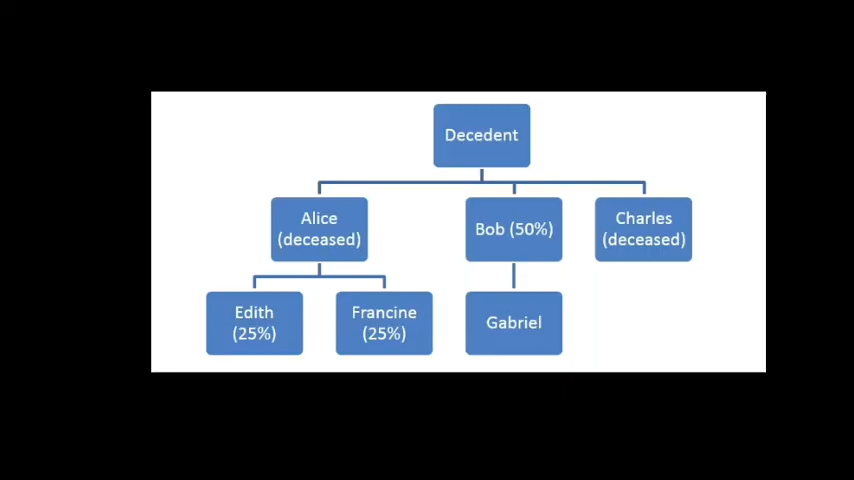 Decedent
Alice
(deceased)
Bob (50%)
Charles
(deceased)
Edith
(25%)
Francine
(25%)
Gabriel